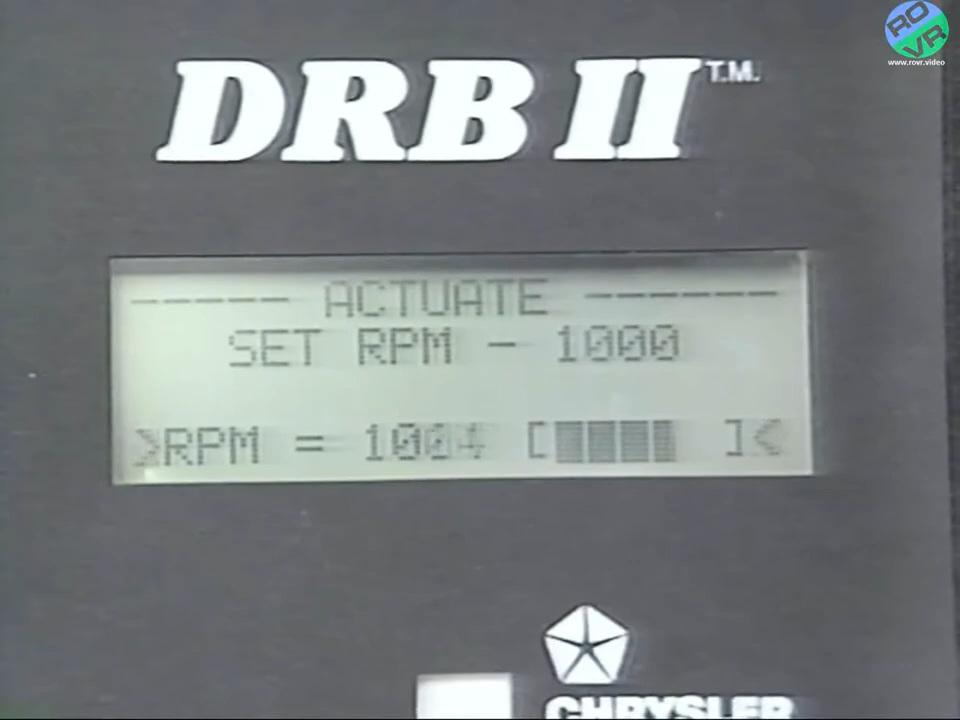 RO
VR
www.rovr.video
DRB II T.M.
----- ACTUATE ------
SET RPM - 1000
>RPM = 1004 [ ]<
CHRYSLER